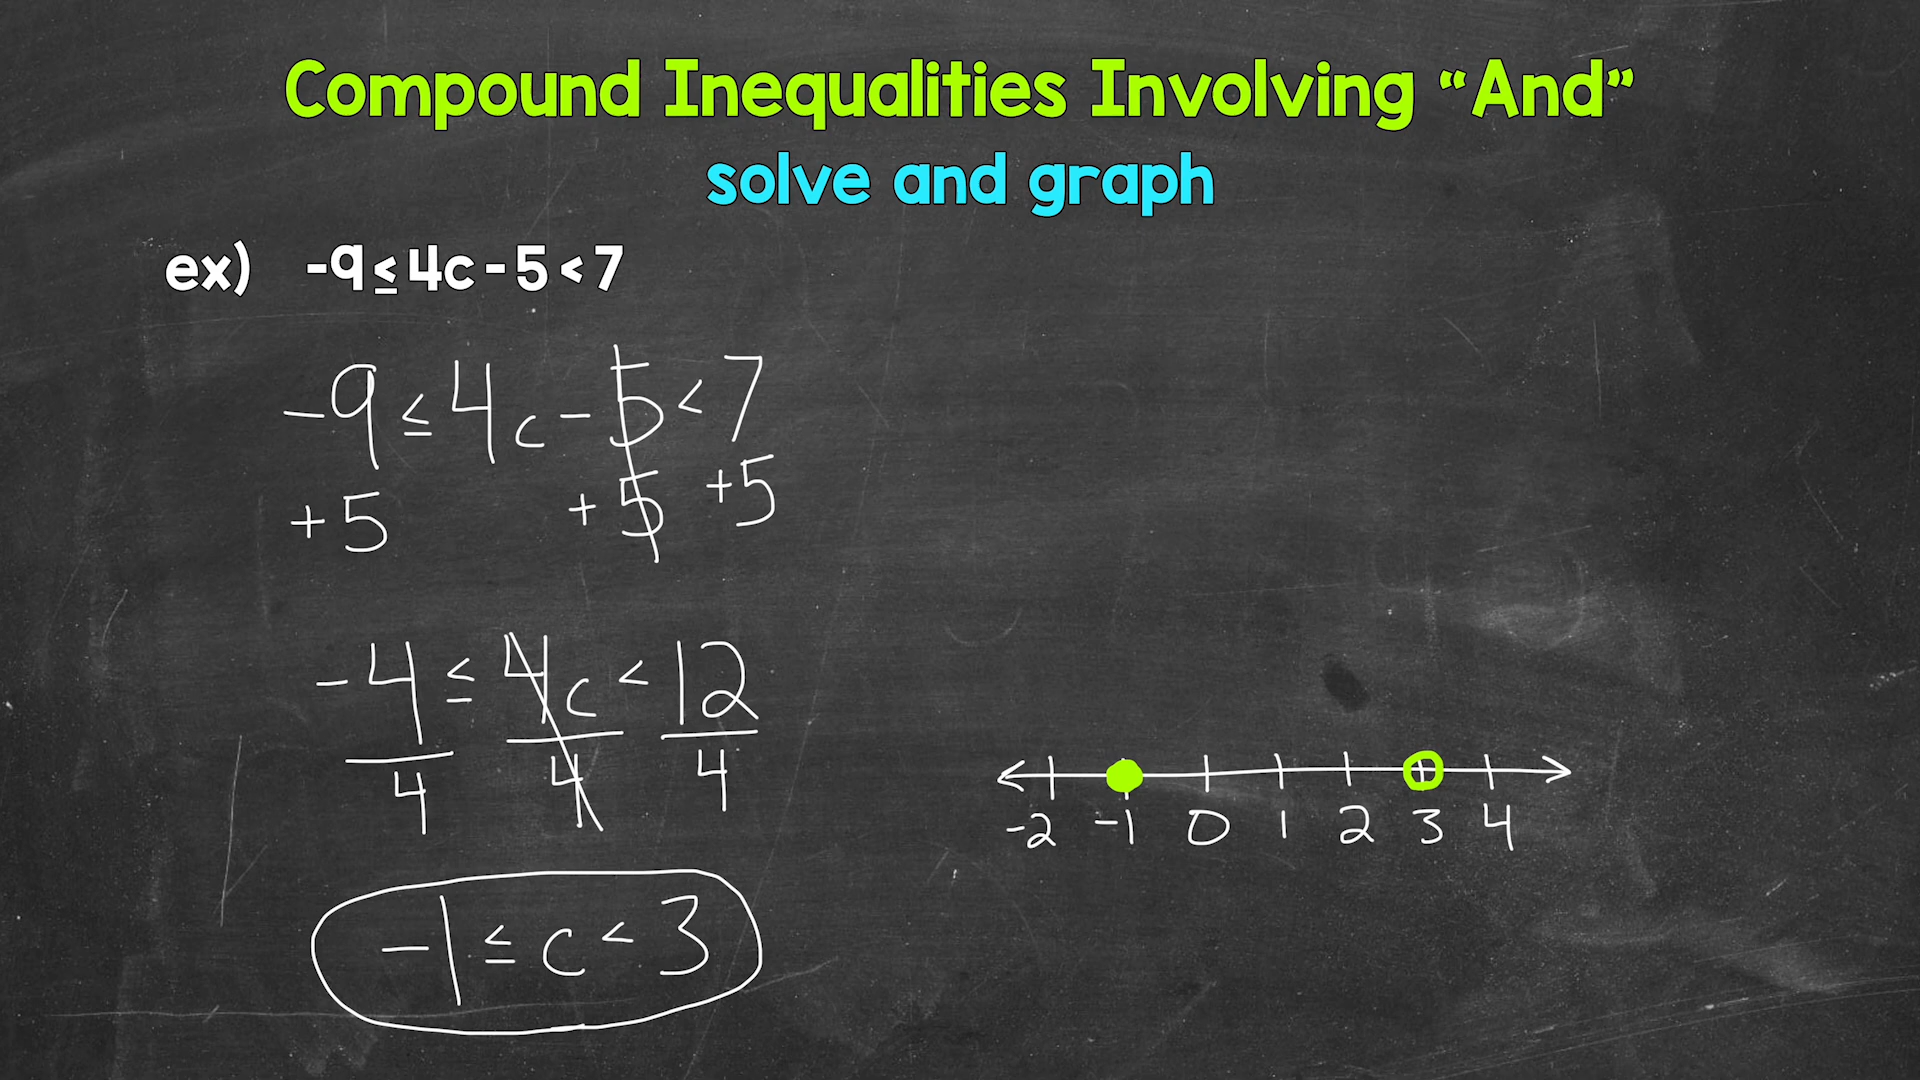 Compound Inequalities Involving “And”
solve and graph
ex) -9≤4c-5<7
-9≤4c-5<7
+5 +5 +5
-4≤4c<12
4 4 4
-1≤c<3
-2 -1 0 1 2 3 4